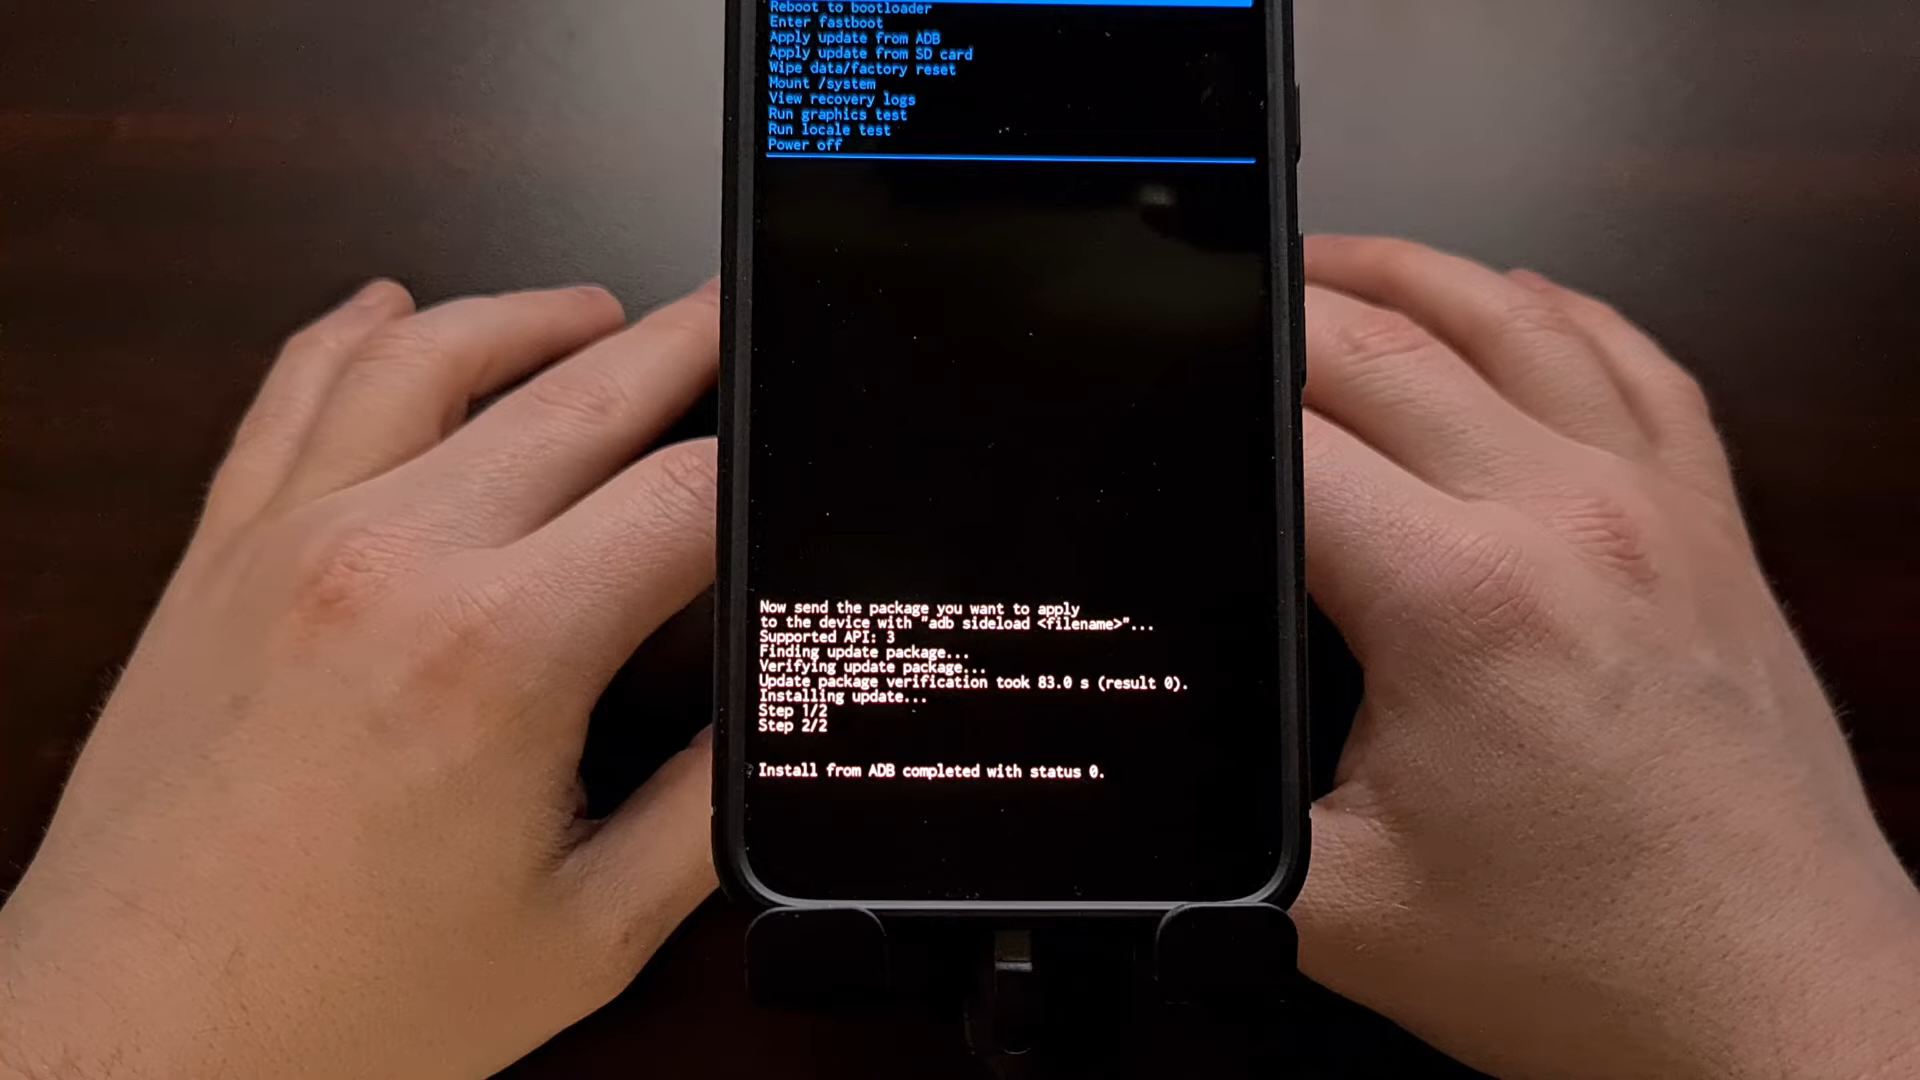 Reboot to bootloader
Enter fastboot
Apply update from ADB
Apply update from SD card
Wipe data/factory reset
Mount /system
View recovery logs
Run graphics test
Run locale test
Power off
Now send the package you want to apply
to the device with "adb sideload <filename>"...
Supported API: 3
Finding update package...
Verifying update package...
Update package verification took 83.0 s (result 0).
Installing update...
Step 1/2
Step 2/2
Install from ADB completed with status 0.